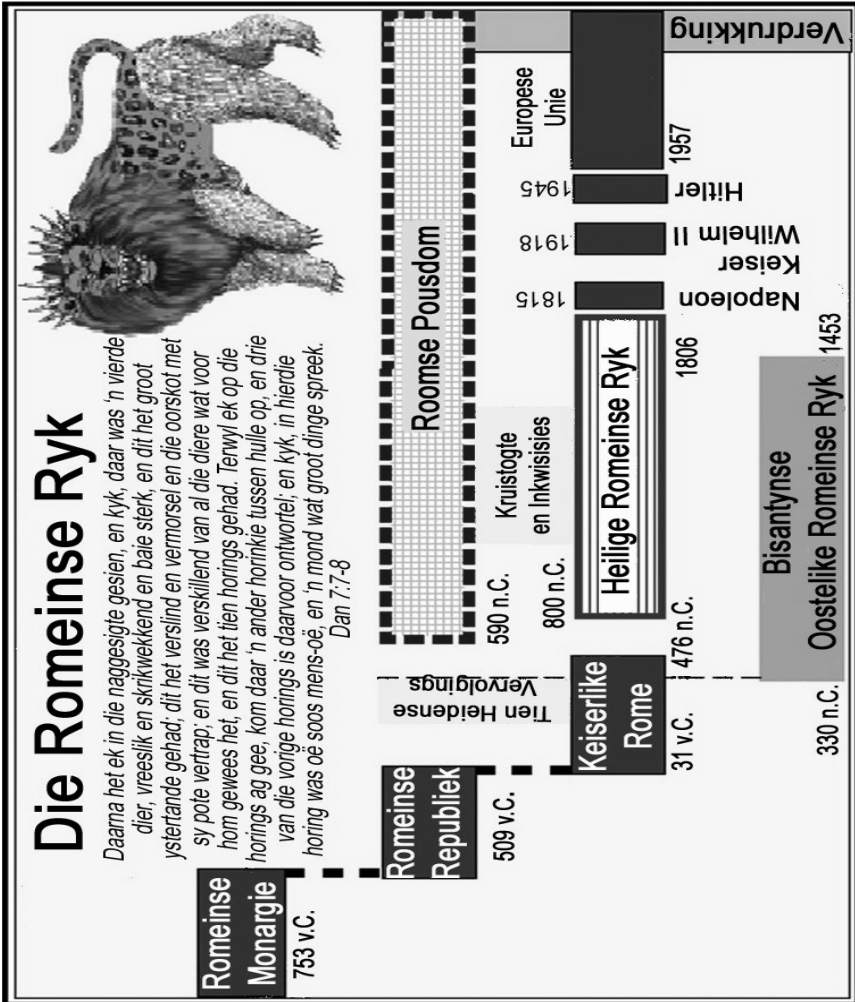 Die Romeinse Ryk
Daarna het ek in die naggesigte gesien, en kyk, daar was 'n vierde
dier, vreeslik en skrikwekkend en baie sterk, en dit het groot
ystertande gehad; dit het verslind en vermorsel en die oorskot met
sy pote vertrap; en dit was verskillend van al die diere wat voor
hom gewees het, en dit het tien horings gehad. Terwyl ek op die
horings ag gee, kom daar 'n ander horinkie tussen hulle op, en drie
van die vorige horings is daarvoor ontwortel; en kyk, in hierdie
horing was oë soos mens-oë, en 'n mond wat groot dinge spreek.
Dan 7:7-8
Romeinse
Monargie
753 v.C.
Romeinse
Republiek
509 v.C.
Tien Heidense
Vervolgings
Keiserlike
Rome
31 v.C.
476 n.C.
Roomse Pousdom
590 n.C.
Kruistogte
en Inkwisisies
800 n.C.
Heilige Romeinse Ryk
1806
Bisantynse
Oostelike Romeinse Ryk
330 n.C.
1453
1815
Napoleon
1918
Keiser
Wilhelm II
1945
Hitler
Europese
Unie
1957
Verdrukking